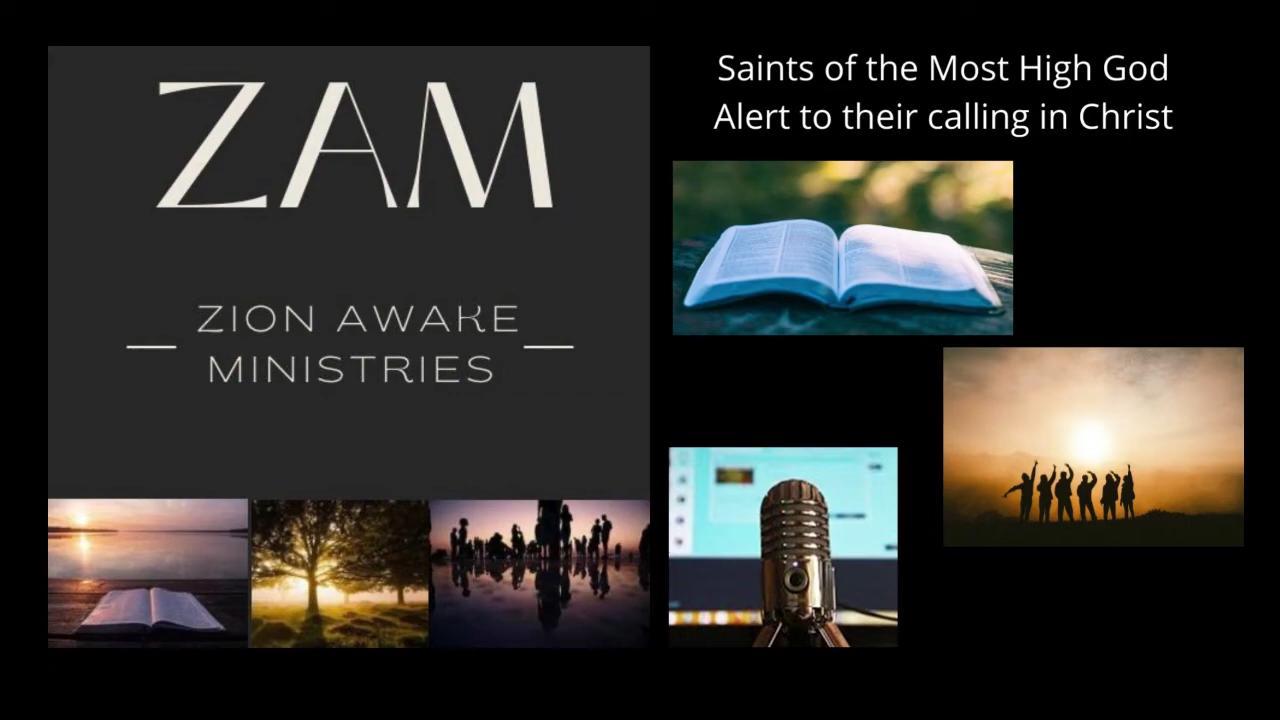 ZAM
ZION AWAKE
MINISTRIES
Saints of the Most High God
Alert to their calling in Christ